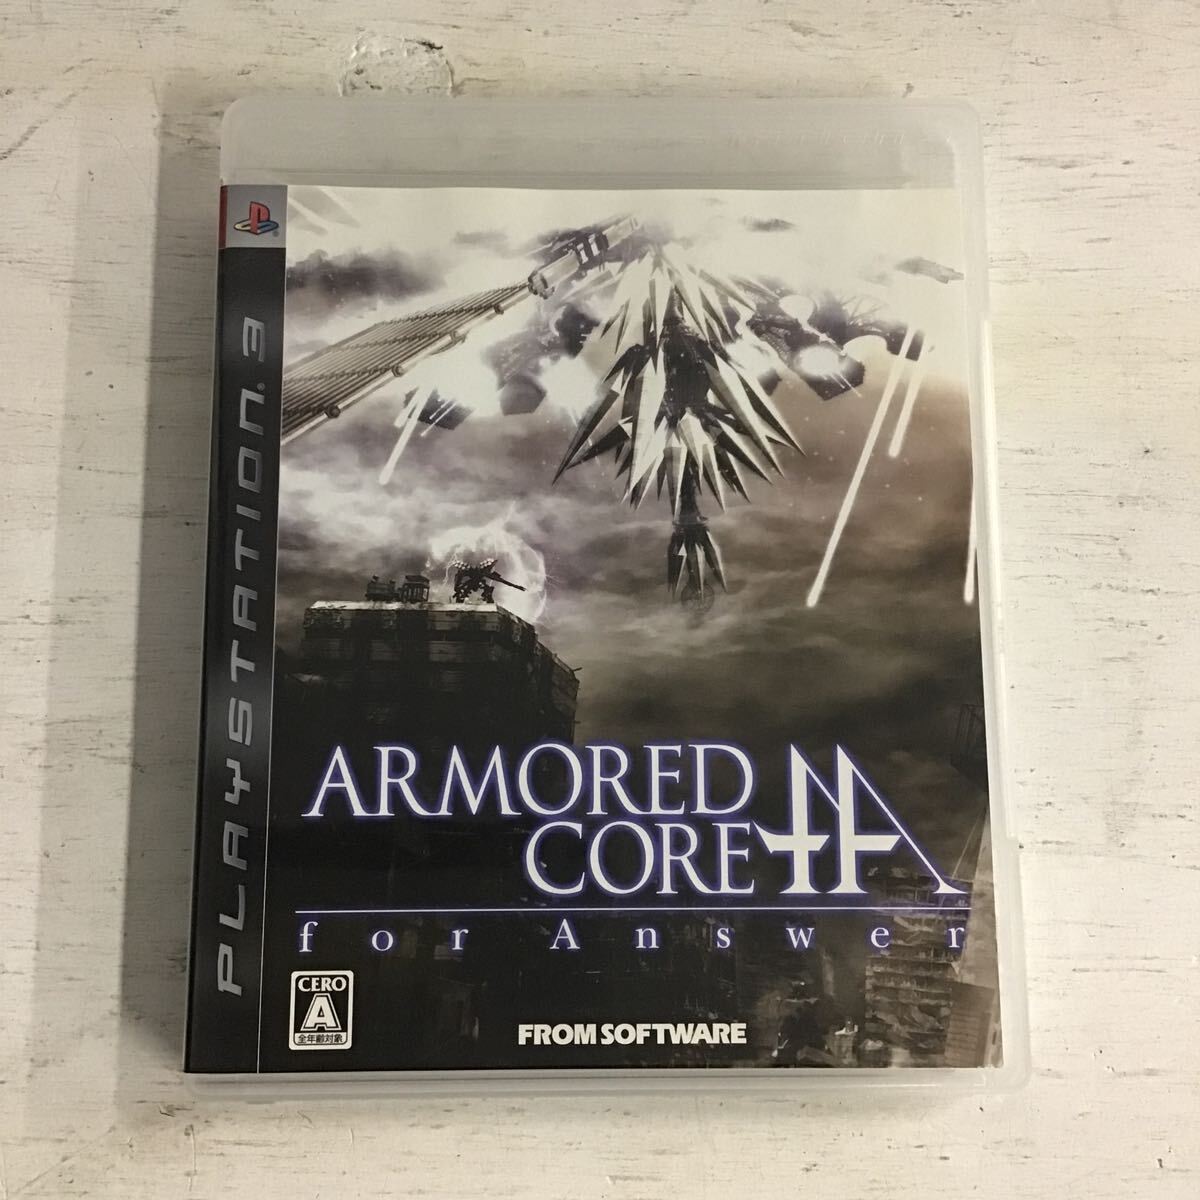 PLAYSTATION®3
ARMORED
CORE
for Answer
CERO
A
全年齢対象
FROM SOFTWARE